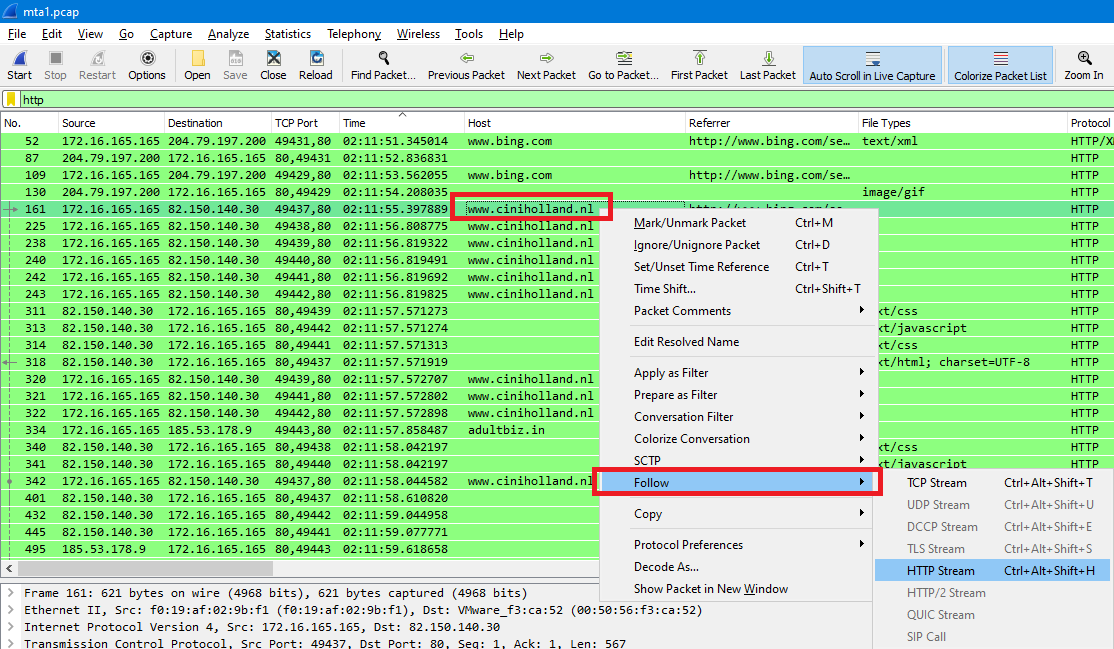 mta1.pcap
File Edit View Go Capture Analyze Statistics Telephony Wireless Tools Help
Start Stop Restart Options Open Save Close Reload Find Packet... Previous Packet Next Packet Go to Packet... First Packet Last Packet Auto Scroll in Live Capture Colorize Packet List Zoom In
http
No. Source Destination TCP Port Time Host Referrer File Types Protocol
52 172.16.165.165 204.79.197.200 49431,80 02:11:51.345014 www.bing.com http://www.bing.com/se… text/xml HTTP/X
87 204.79.197.200 172.16.165.165 80,49431 02:11:52.836831 HTTP
109 172.16.165.165 204.79.197.200 49429,80 02:11:53.562055 www.bing.com http://www.bing.com/se… HTTP
130 204.79.197.200 172.16.165.165 80,49429 02:11:54.208035 image/gif HTTP
161 172.16.165.165 82.150.140.30 49437,80 02:11:55.397889 www.ciniholland.nl HTTP
225 172.16.165.165 82.150.140.30 49438,80 02:11:56.808775 www.ciniholland.nl Mark/Unmark Packet Ctrl+M HTTP
238 172.16.165.165 82.150.140.30 49439,80 02:11:56.819322 www.ciniholland.nl Ignore/Unignore Packet Ctrl+D HTTP
240 172.16.165.165 82.150.140.30 49440,80 02:11:56.819491 www.ciniholland.nl Set/Unset Time Reference Ctrl+T HTTP
242 172.16.165.165 82.150.140.30 49441,80 02:11:56.819692 www.ciniholland.nl Time Shift... Ctrl+Shift+T HTTP
243 172.16.165.165 82.150.140.30 49442,80 02:11:56.819825 www.ciniholland.nl HTTP
311 82.150.140.30 172.16.165.165 80,49439 02:11:57.571273 Packet Comments xt/css HTTP
313 82.150.140.30 172.16.165.165 80,49442 02:11:57.571274 xt/javascript HTTP
314 82.150.140.30 172.16.165.165 80,49441 02:11:57.571313 Edit Resolved Name xt/css HTTP
318 82.150.140.30 172.16.165.165 80,49437 02:11:57.571919 xt/html; charset=UTF-8 HTTP
320 172.16.165.165 82.150.140.30 49439,80 02:11:57.572707 www.ciniholland.nl Apply as Filter HTTP
321 172.16.165.165 82.150.140.30 49441,80 02:11:57.572802 www.ciniholland.nl Prepare as Filter HTTP
322 172.16.165.165 82.150.140.30 49442,80 02:11:57.572898 www.ciniholland.nl Conversation Filter HTTP
334 172.16.165.165 185.53.178.9 49443,80 02:11:57.858487 adultbiz.in Colorize Conversation HTTP
340 82.150.140.30 172.16.165.165 80,49438 02:11:58.042197 xt/css HTTP
341 82.150.140.30 172.16.165.165 80,49440 02:11:58.042197 SCTP xt/javascript HTTP
342 172.16.165.165 82.150.140.30 49437,80 02:11:58.044582 www.ciniholland.nl Follow TCP Stream Ctrl+Alt+Shift+T
401 82.150.140.30 172.16.165.165 80,49437 02:11:58.610820 UDP Stream Ctrl+Alt+Shift+U
432 82.150.140.30 172.16.165.165 80,49442 02:11:59.044958 Copy DCCP Stream Ctrl+Alt+Shift+E
445 82.150.140.30 172.16.165.165 80,49441 02:11:59.077771
495 185.53.178.9 172.16.165.165 80,49443 02:11:59.618658 Protocol Preferences TLS Stream Ctrl+Alt+Shift+S
Decode As... HTTP Stream Ctrl+Alt+Shift+H
Frame 161: 621 bytes on wire (4968 bits), 621 bytes captured (4968 bits) Show Packet in New Window HTTP/2 Stream
Ethernet II, Src: f0:19:af:02:9b:f1 (f0:19:af:02:9b:f1), Dst: VMware_f3:ca:52 (00:50:56:f3:ca:52) QUIC Stream
Internet Protocol Version 4, Src: 172.16.165.165, Dst: 82.150.140.30 SIP Call
Transmission Control Protocol, Src Port: 49437, Dst Port: 80, Seq: 1, Ack: 1, Len: 567